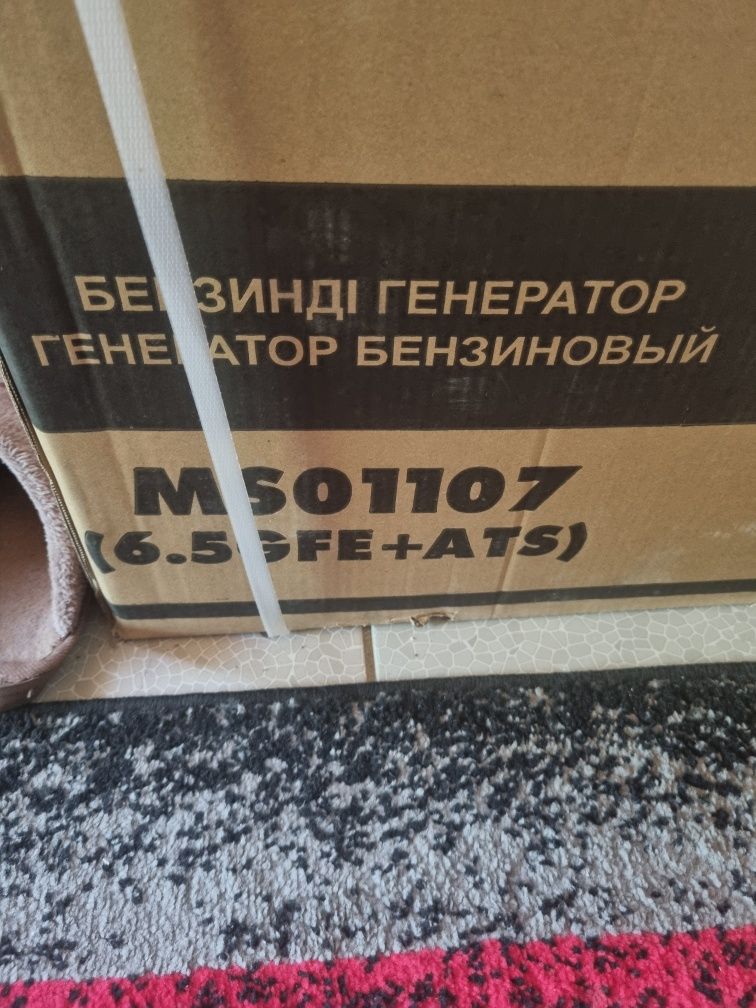 БЕНЗИНДІ ГЕНЕРАТОР
ГЕНЕРАТОР БЕНЗИНОВЫЙ
MS01107
(6.5GFE+ATS)